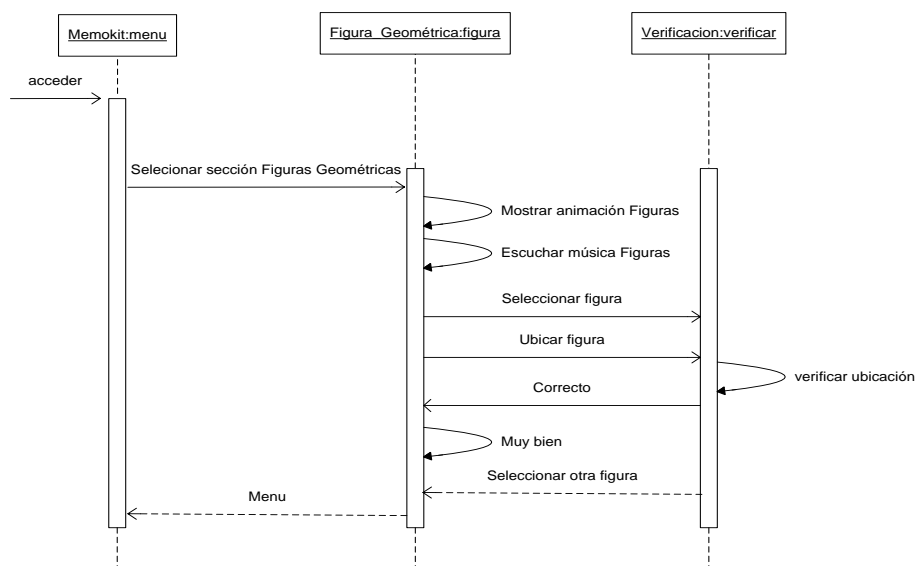 Memokit:menu
Figura_Geométrica:figura
Verificacion:verificar
acceder
Selecionar sección Figuras Geométricas
Mostrar animación Figuras
Escuchar música Figuras
Seleccionar figura
Ubicar figura
verificar ubicación
Correcto
Muy bien
Seleccionar otra figura
Menu